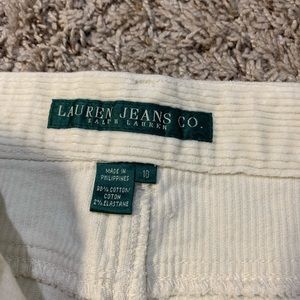 LAUREN JEANS CO.
RALPH LAUREN
MADE IN
PHILIPPINES
10
98% COTTON/
COTON
2% ELASTANE